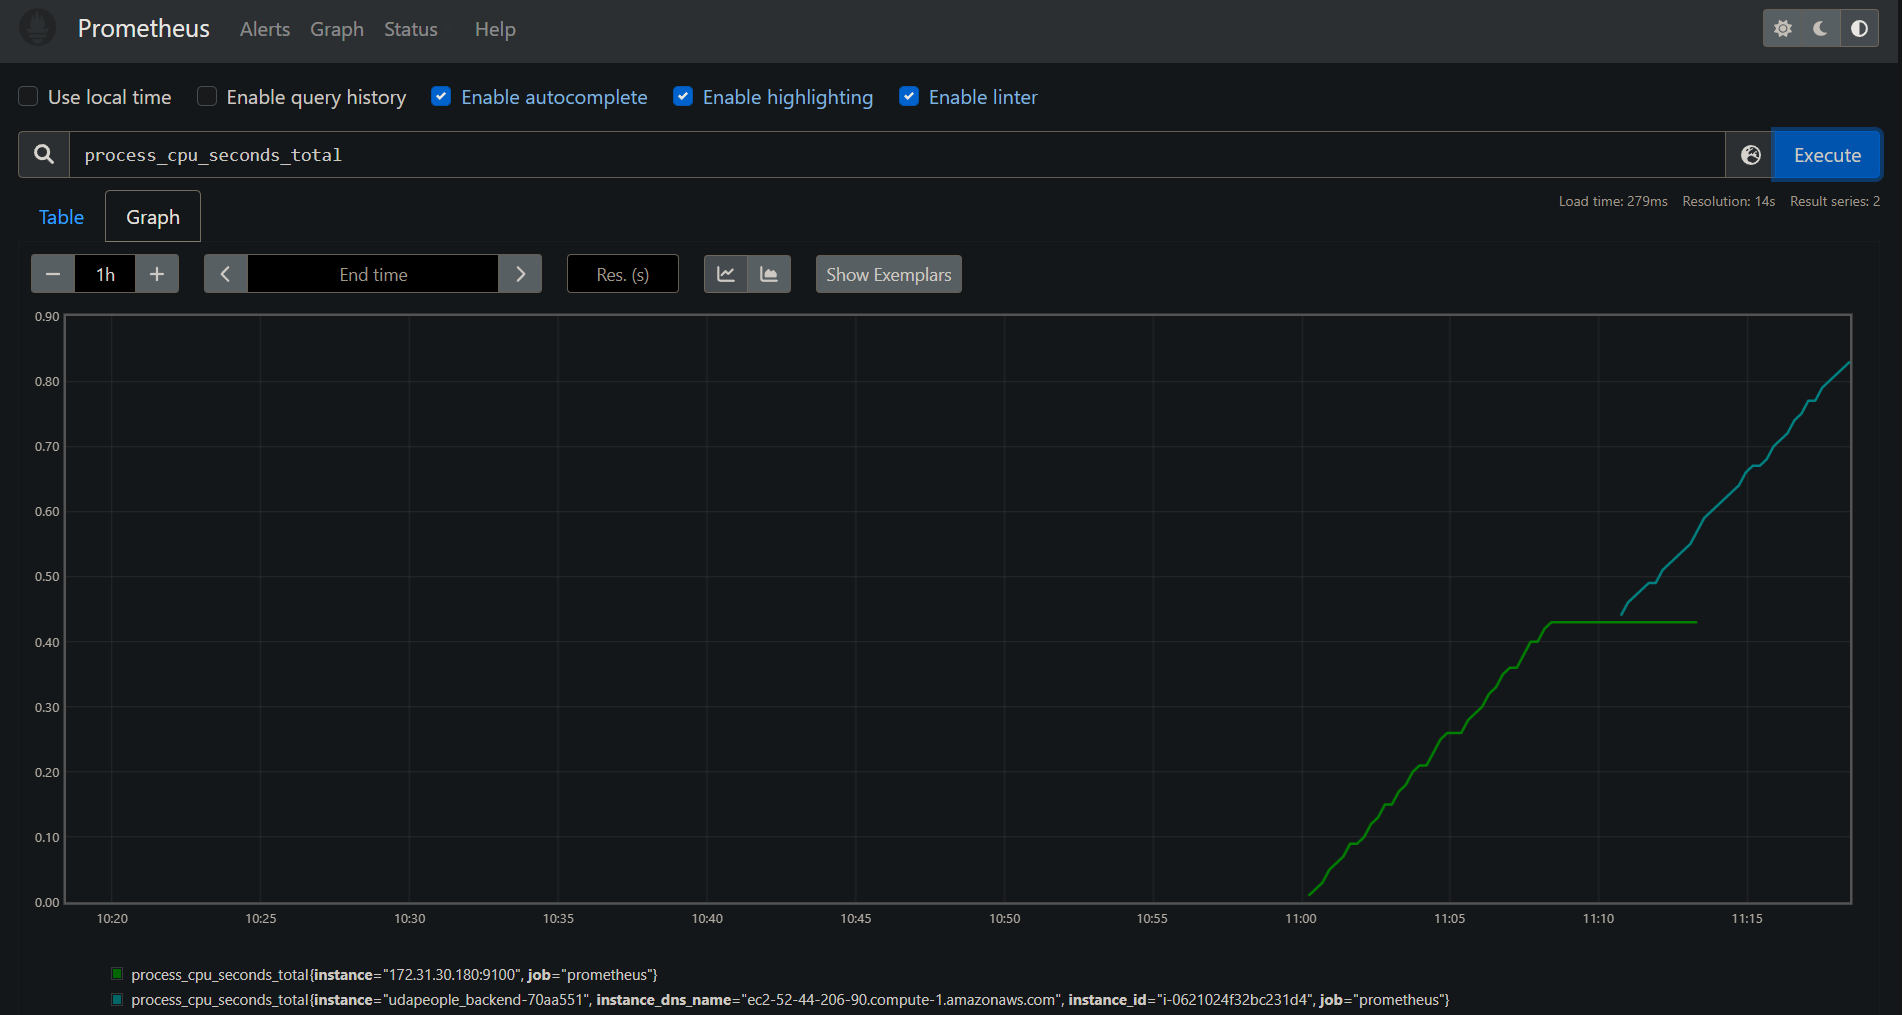 Prometheus Alerts Graph Status Help
Use local time Enable query history Enable autocomplete Enable highlighting Enable linter
process_cpu_seconds_total Execute
Load time: 279ms Resolution: 14s Result series: 2
Table Graph
1h End time Res. (s) Show Exemplars
0.90
0.80
0.70
0.60
0.50
0.40
0.30
0.20
0.10
0.00
10:20 10:25 10:30 10:35 10:40 10:45 10:50 10:55 11:00 11:05 11:10 11:15
process_cpu_seconds_total{instance="172.31.30.180:9100", job="prometheus"}
process_cpu_seconds_total{instance="udapeople_backend-70aa551", instance_dns_name="ec2-52-44-206-90.compute-1.amazonaws.com", instance_id="i-0621024f32bc231d4", job="prometheus"}